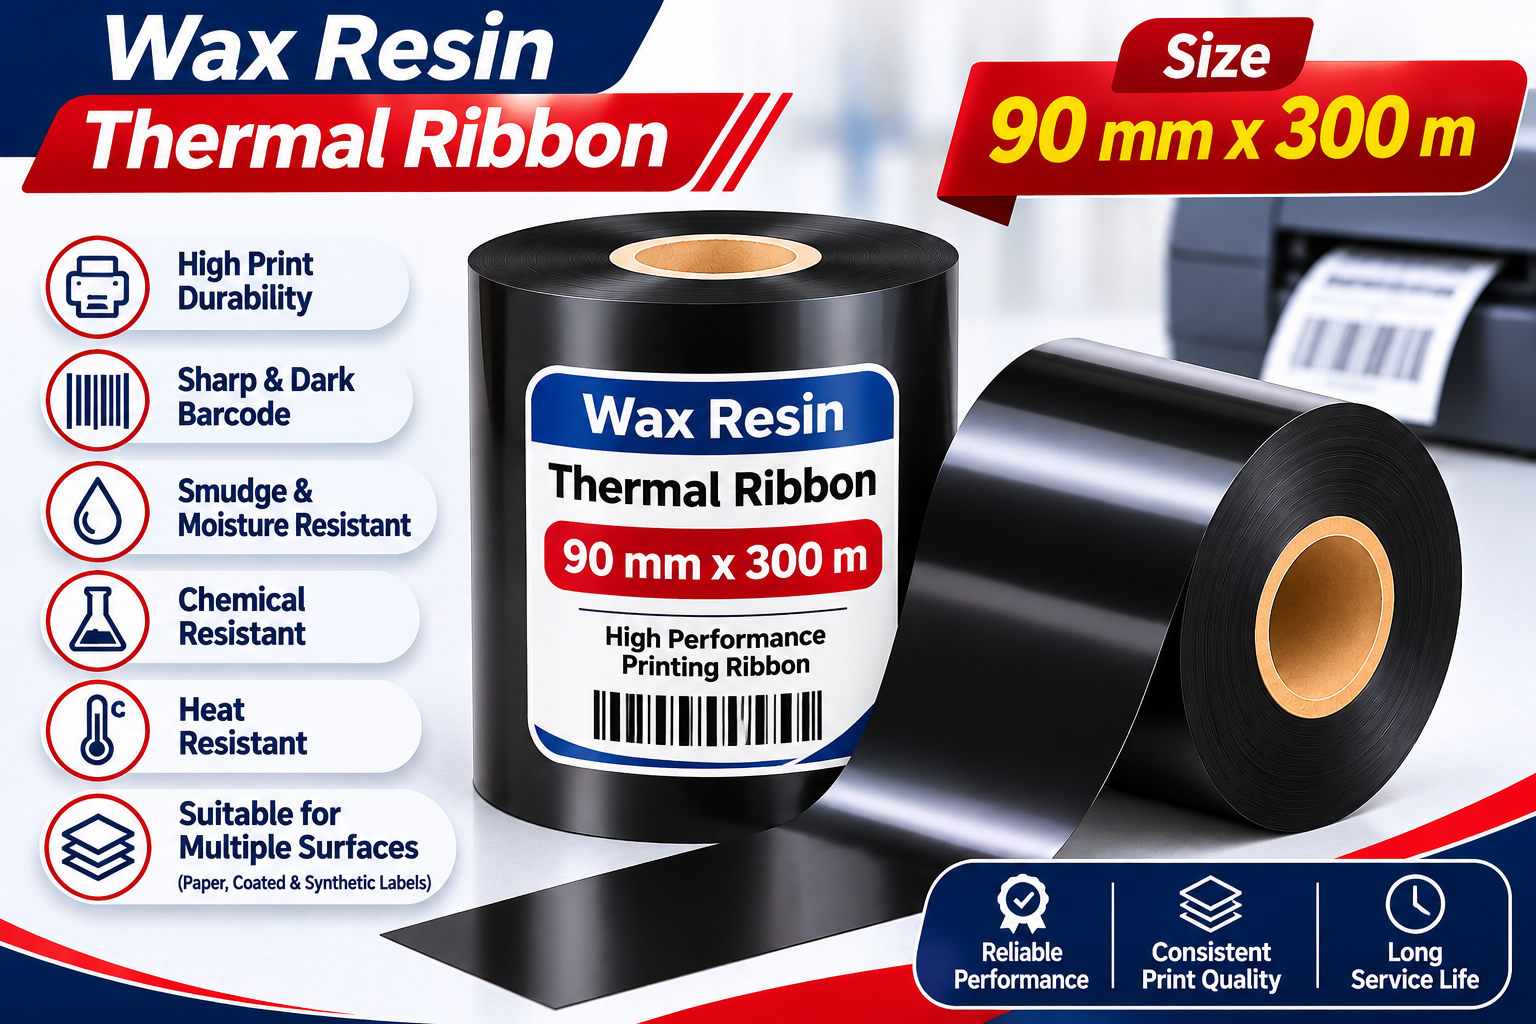 Wax Resin
Thermal Ribbon
Size
90 mm x 300 m
High Print
Durability
Sharp & Dark
Barcode
Smudge &
Moisture Resistant
Chemical
Resistant
C
Heat
Resistant
Suitable for
Multiple Surfaces
(Paper, Coated & Synthetic Labels)
Wax Resin
Thermal Ribbon
90 mm x 300 m
High Performance
Printing Ribbon
Reliable
Performance
Consistent
Print Quality
Long
Service Life